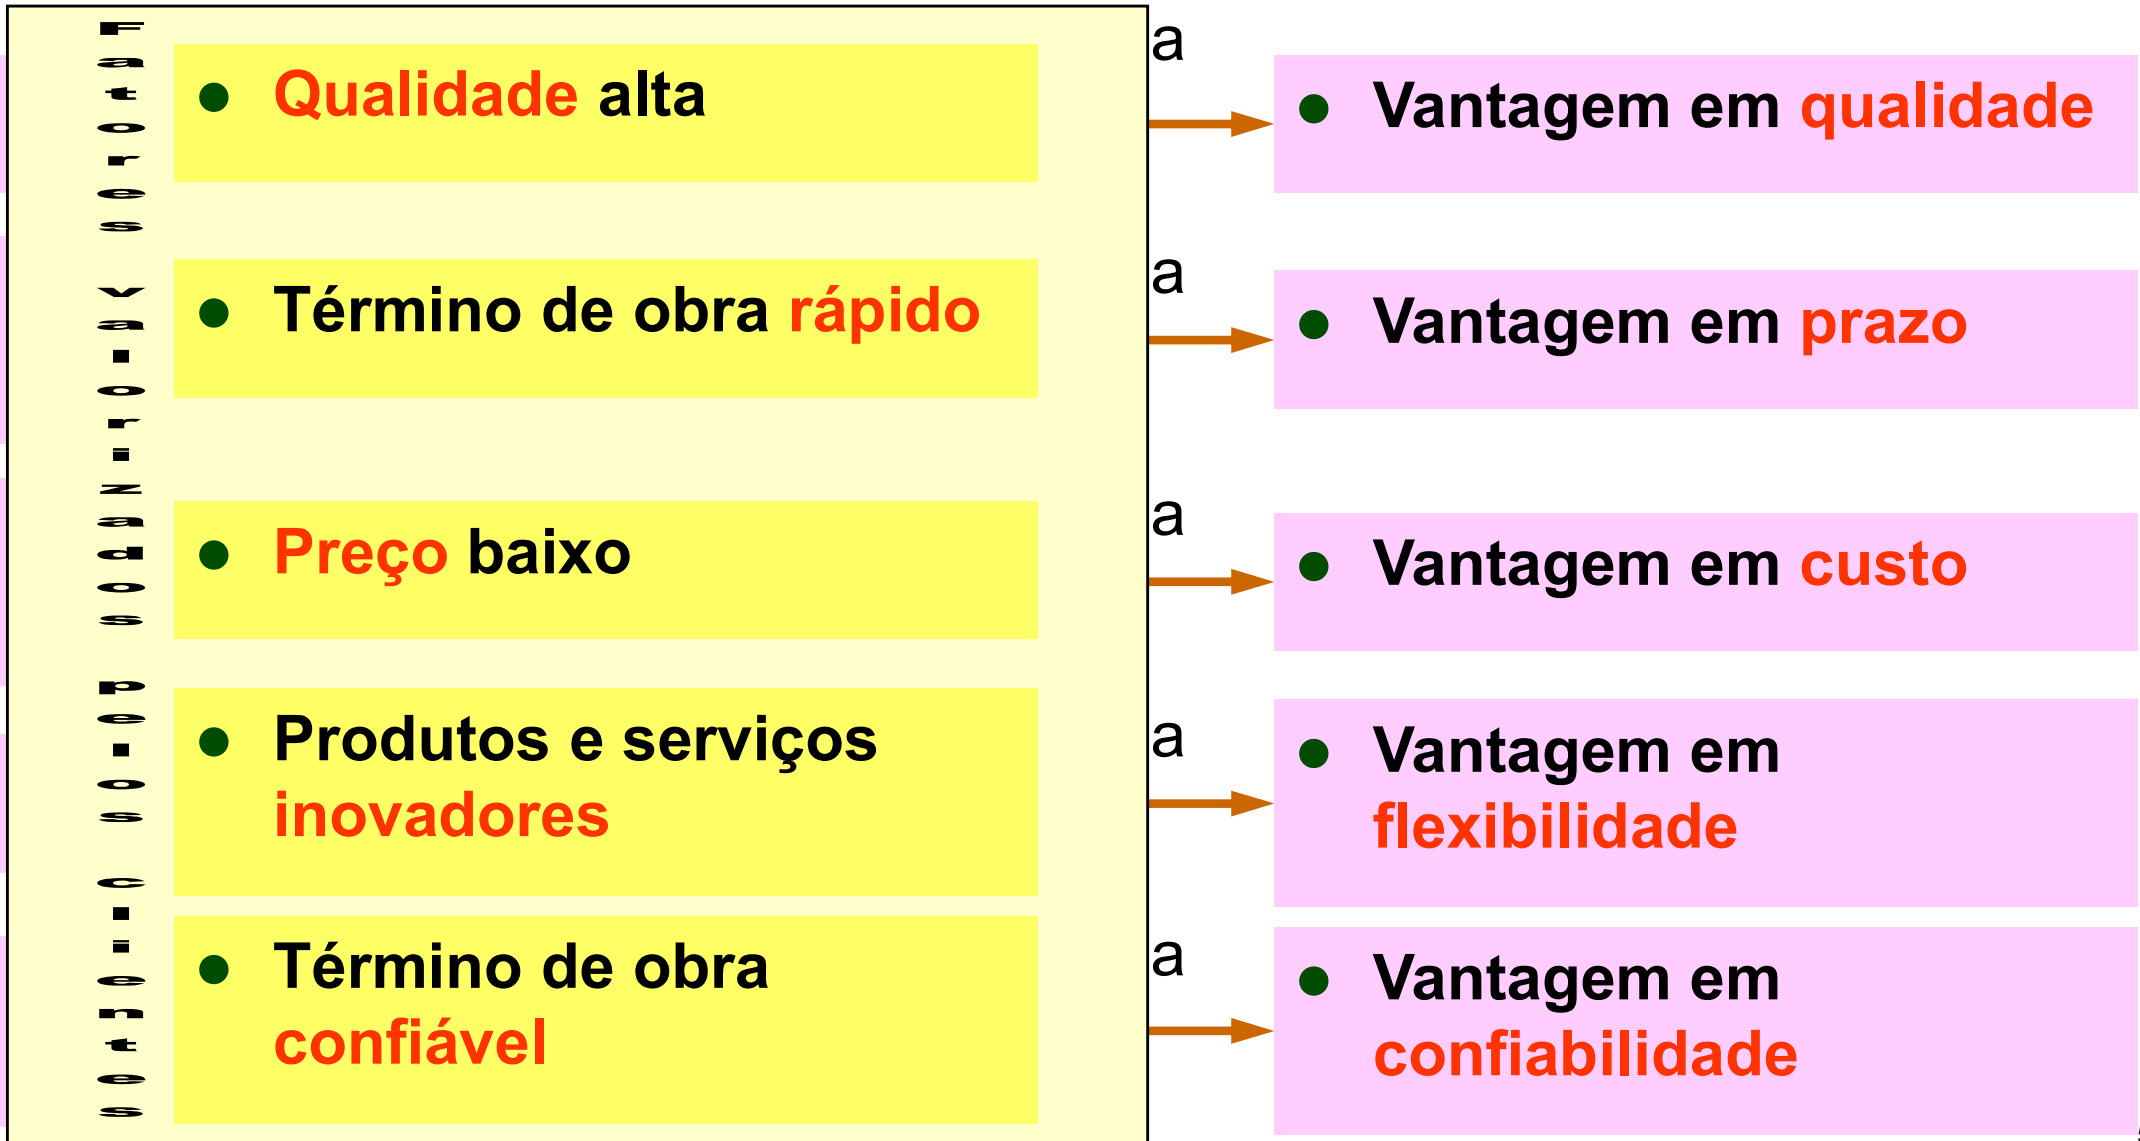 Fatores valorizados pelos clientes
Qualidade alta
a
Vantagem em qualidade
Término de obra rápido
a
Vantagem em prazo
Preço baixo
a
Vantagem em custo
Produtos e serviços
inovadores
a
Vantagem em
flexibilidade
Término de obra
confiável
a
Vantagem em
confiabilidade